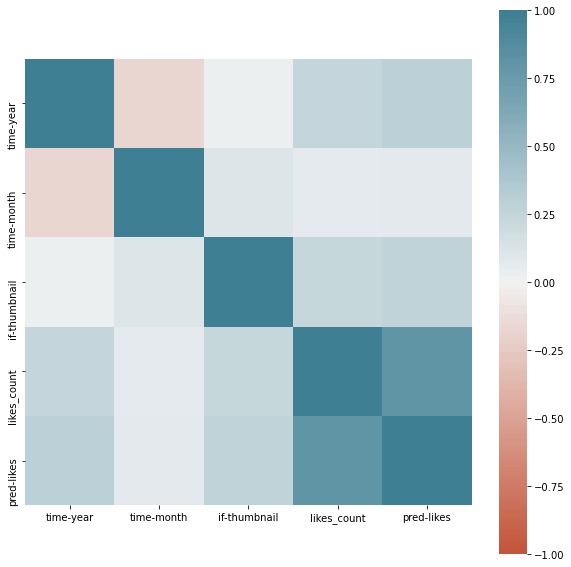 time-year
time-month
if-thumbnail
likes_count
pred-likes
time-year
time-month
if-thumbnail
likes_count
pred-likes
1.00
0.75
0.50
0.25
0.00
−0.25
−0.50
−0.75
−1.00